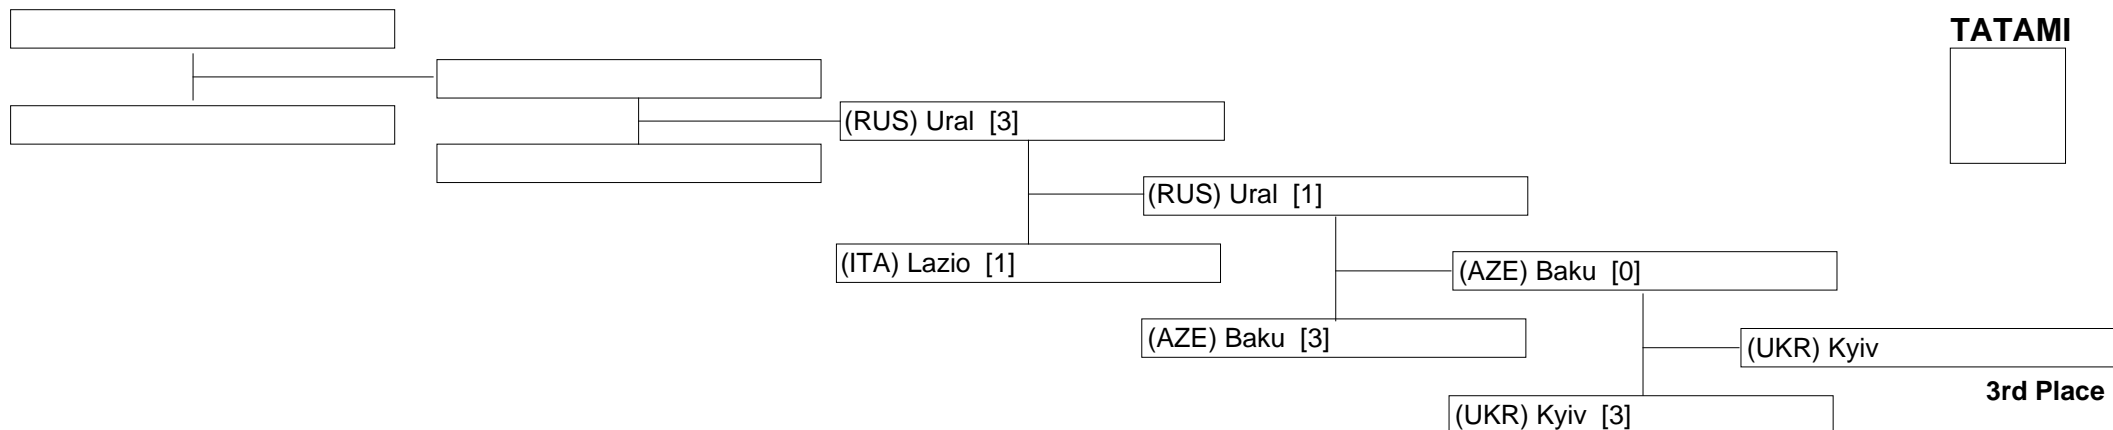 TATAMI
(RUS) Ural [3]
(RUS) Ural [1]
(ITA) Lazio [1]
(AZE) Baku [0]
(AZE) Baku [3]
(UKR) Kyiv
3rd Place
(UKR) Kyiv [3]